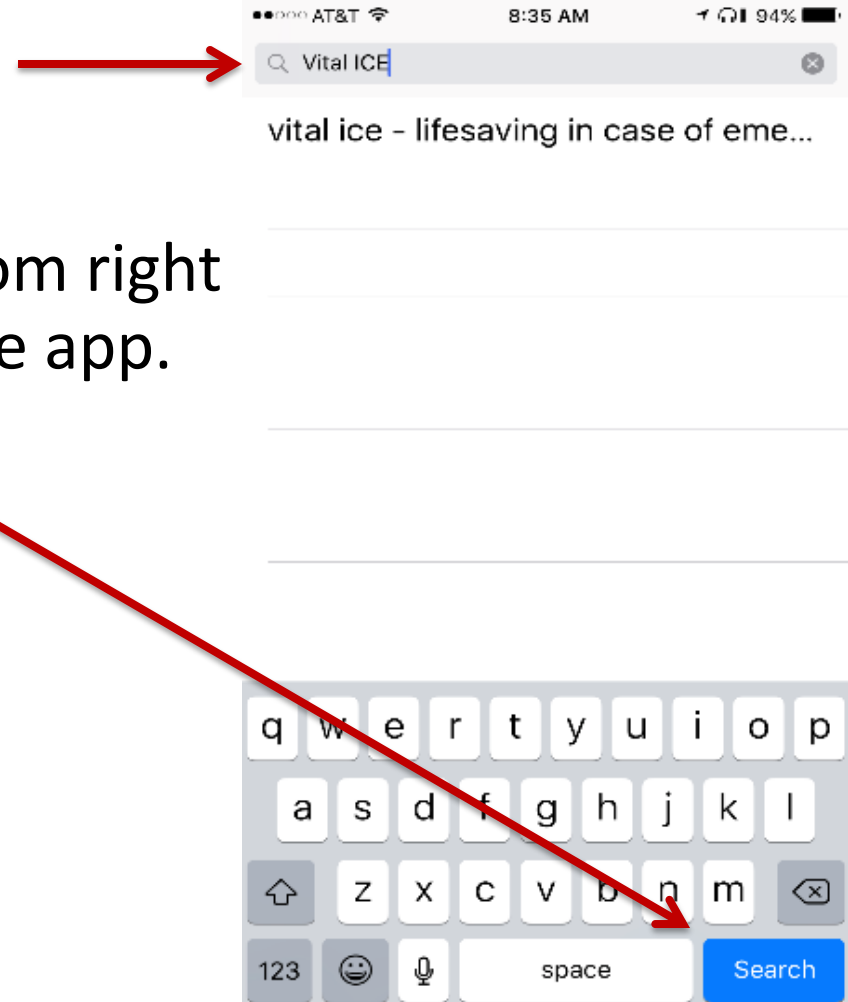 AT&T 8:35 AM 94%
Vital ICE
vital ice - lifesaving in case of eme...
om right
e app.
q w e r t y u i o p
a s d f g h j k l
z x c v b n m
123 space Search